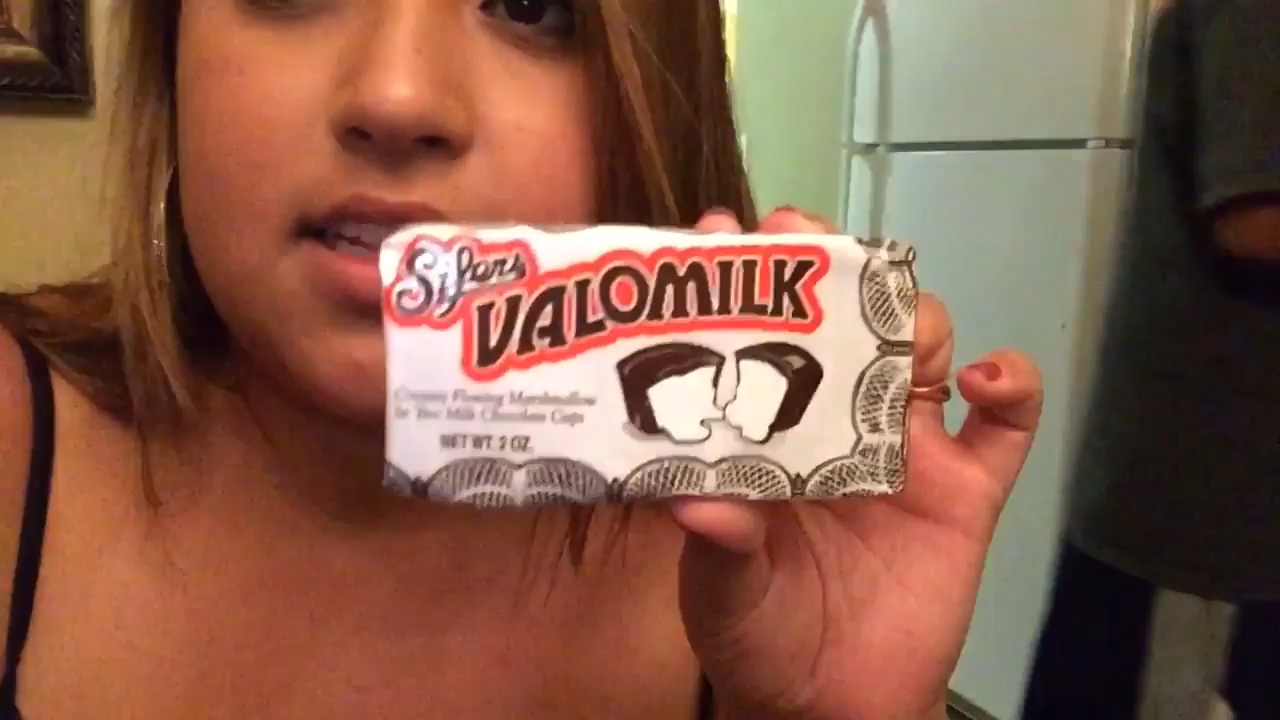 Sifers
VALOMILK
Creamy Flowing Marshmallow
In Two Milk Chocolate Cups
NET WT. 2 OZ.